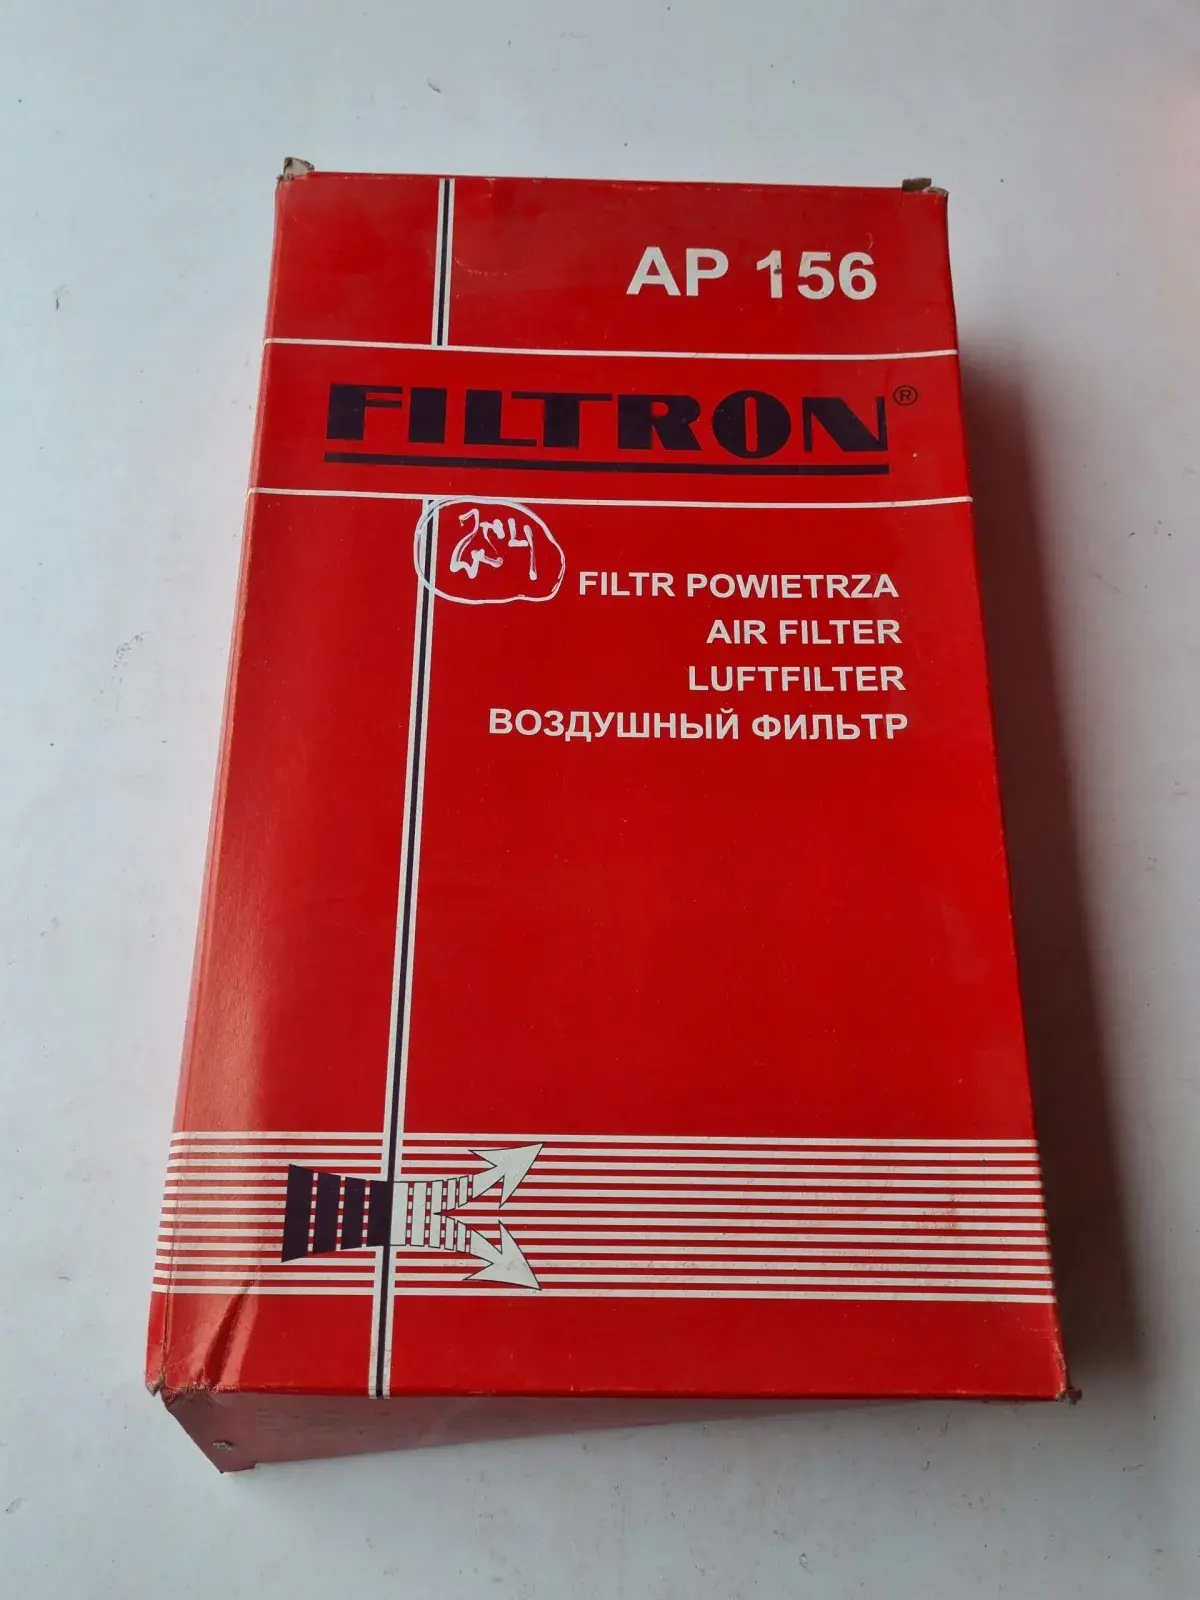 AP 156
FILTRON®
FILTR POWIETRZA
AIR FILTER
LUFTFILTER
ВОЗДУШНЫЙ ФИЛЬТР